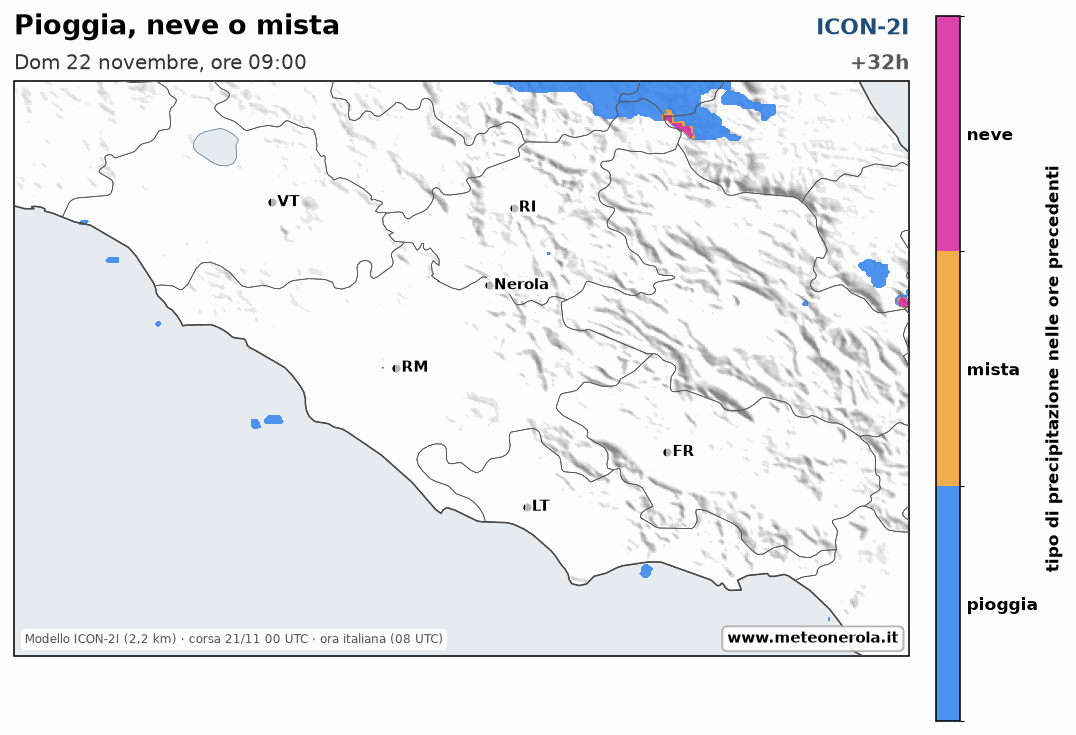 Pioggia, neve o mista
ICON-2I
Dom 22 novembre, ore 09:00
+32h
neve
VT
RI
Nerola
RM
mista
FR
LT
pioggia
tipo di precipitazione nelle ore precedenti
Modello ICON-2I (2,2 km) · corsa 21/11 00 UTC · ora italiana (08 UTC)
www.meteonerola.it